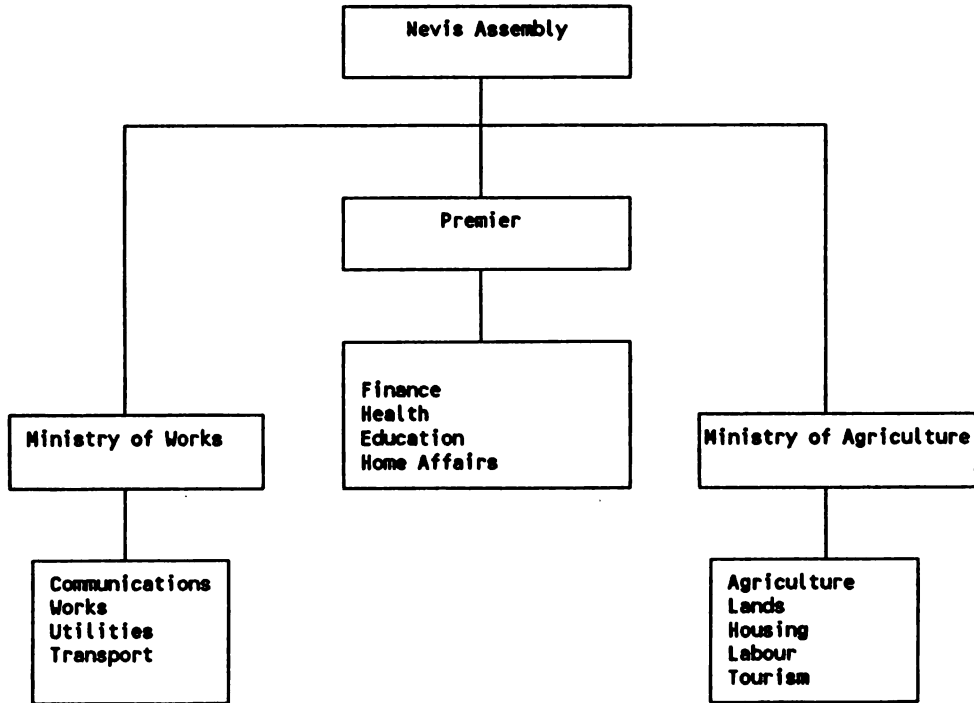 Nevis Assembly
Premier
Finance
Health
Education
Home Affairs
Ministry of Works
Communications
Works
Utilities
Transport
Ministry of Agriculture
Agriculture
Lands
Housing
Labour
Tourism